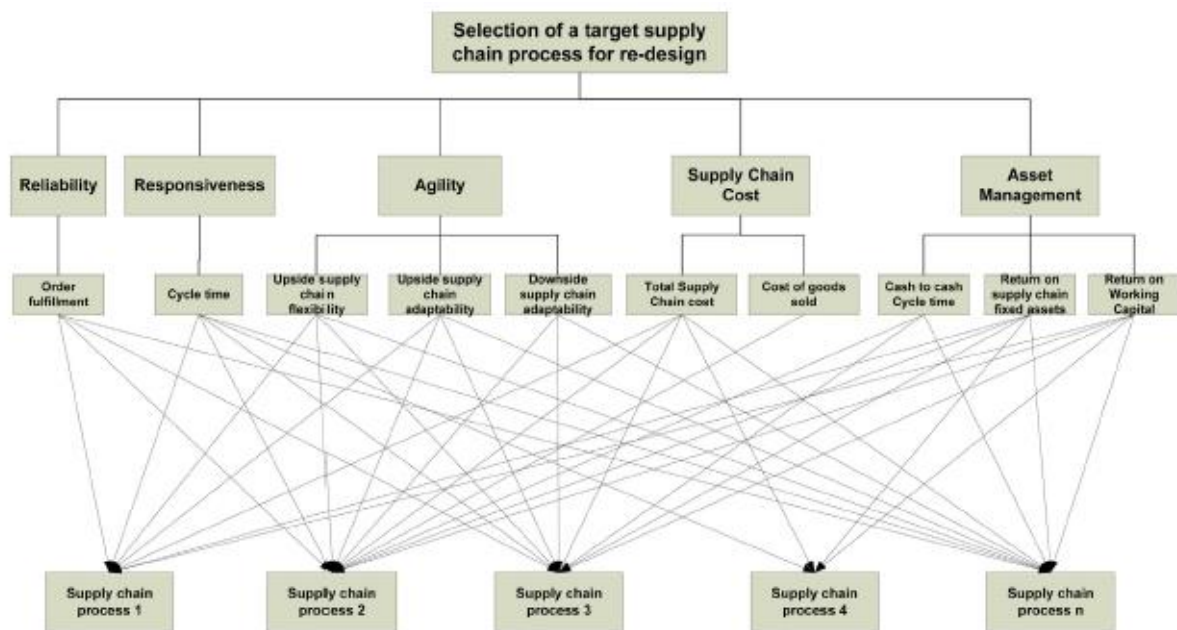 Selection of a target supply
chain process for re-design
Reliability
Responsiveness
Agility
Supply Chain
Cost
Asset
Management
Order
fulfillment
Cycle time
Upside supply
chain
flexibility
Upside supply
chain
adaptability
Downside
supply chain
adaptability
Total Supply
Chain cost
Cost of goods
sold
Cash to cash
Cycle time
Return on
supply chain
fixed assets
Return on
Working
Capital
Supply chain
process 1
Supply chain
process 2
Supply chain
process 3
Supply chain
process 4
Supply chain
process n